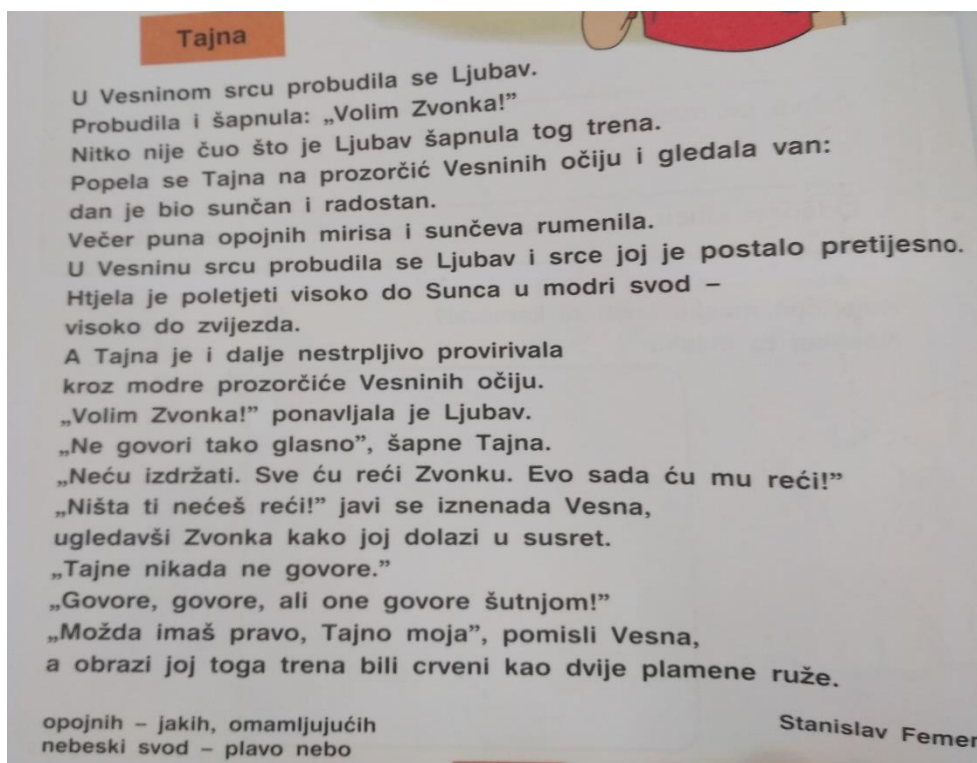 Tajna
U Vesninom srcu probudila se Ljubav.
Probudila i šapnula: „Volim Zvonka!”
Nitko nije čuo što je Ljubav šapnula tog trena.
Popela se Tajna na prozorčić Vesninih očiju i gledala van:
dan je bio sunčan i radostan.
Večer puna opojnih mirisa i sunčeva rumenila.
U Vesninu srcu probudila se Ljubav i srce joj je postalo pretijesno.
Htjela je poletjeti visoko do Sunca u modri svod –
visoko do zvijezda.
A Tajna je i dalje nestrpljivo provirivala
kroz modre prozorčiće Vesninih očiju.
„Volim Zvonka!” ponavljala je Ljubav.
„Ne govori tako glasno”, šapne Tajna.
„Neću izdržati. Sve ću reći Zvonku. Evo sada ću mu reći!”
„Ništa ti nećeš reći!” javi se iznenada Vesna,
ugledavši Zvonka kako joj dolazi u susret.
„Tajne nikada ne govore.”
„Govore, govore, ali one govore šutnjom!”
„Možda imaš pravo, Tajno moja”, pomisli Vesna,
a obrazi joj toga trena bili crveni kao dvije plamene ruže.
Stanislav Femen
opojnih – jakih, omamljujućih
nebeski svod – plavo nebo